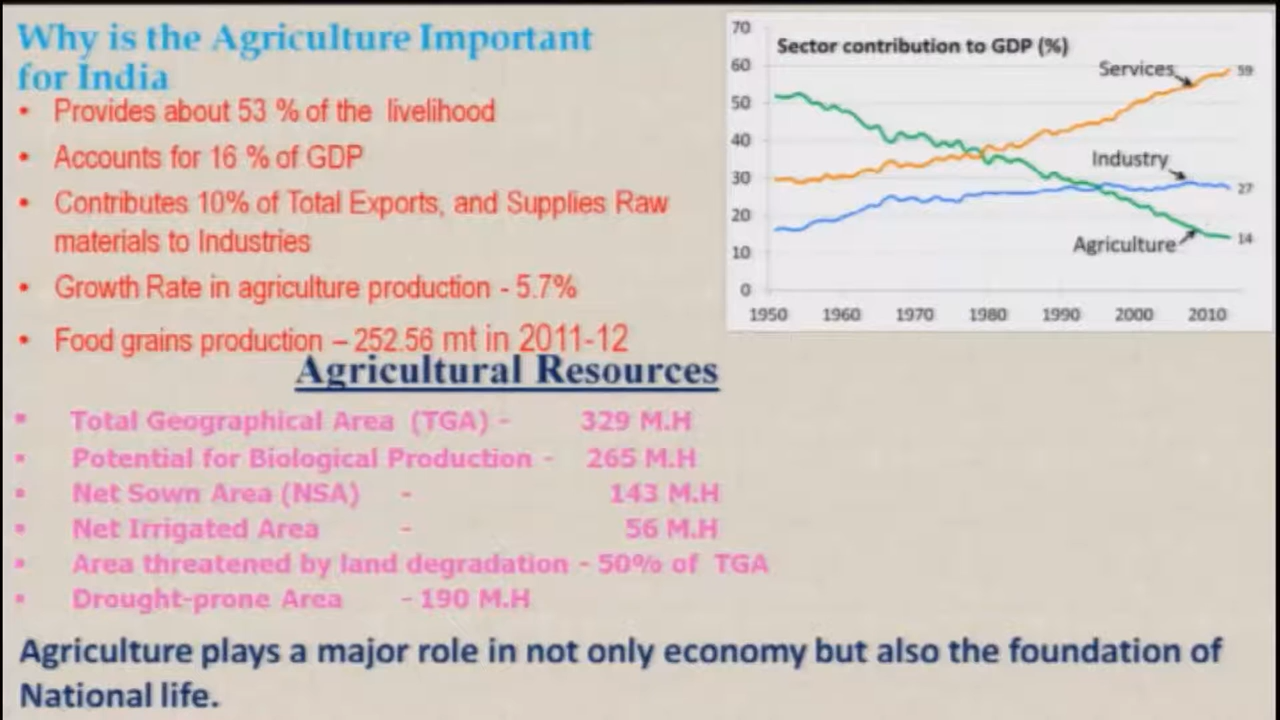 Why is the Agriculture Important
for India
• Provides about 53 % of the livelihood
• Accounts for 16 % of GDP
• Contributes 10% of Total Exports, and Supplies Raw
materials to Industries
• Growth Rate in agriculture production - 5.7%
• Food grains production – 252.56 mt in 2011-12
Sector contribution to GDP (%)
70
60
50
40
30
20
10
0
Services
59
Industry
27
Agriculture
14
1950 1960 1970 1980 1990 2000 2010
Agricultural Resources
▪ Total Geographical Area (TGA) - 329 M.H
▪ Potential for Biological Production - 265 M.H
▪ Net Sown Area (NSA) - 143 M.H
▪ Net Irrigated Area - 56 M.H
▪ Area threatened by land degradation - 50% of TGA
▪ Drought-prone Area - 190 M.H
Agriculture plays a major role in not only economy but also the foundation of
National life.